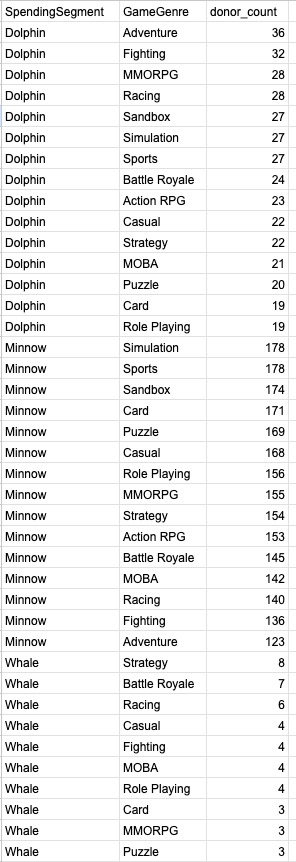 SpendingSegment GameGenre donor_count
Dolphin Adventure 36
Dolphin Fighting 32
Dolphin MMORPG 28
Dolphin Racing 28
Dolphin Sandbox 27
Dolphin Simulation 27
Dolphin Sports 27
Dolphin Battle Royale 24
Dolphin Action RPG 23
Dolphin Casual 22
Dolphin Strategy 22
Dolphin MOBA 21
Dolphin Puzzle 20
Dolphin Card 19
Dolphin Role Playing 19
Minnow Simulation 178
Minnow Sports 178
Minnow Sandbox 174
Minnow Card 171
Minnow Puzzle 169
Minnow Casual 168
Minnow Role Playing 156
Minnow MMORPG 155
Minnow Strategy 154
Minnow Action RPG 153
Minnow Battle Royale 145
Minnow MOBA 142
Minnow Racing 140
Minnow Fighting 136
Minnow Adventure 123
Whale Strategy 8
Whale Battle Royale 7
Whale Racing 6
Whale Casual 4
Whale Fighting 4
Whale MOBA 4
Whale Role Playing 4
Whale Card 3
Whale MMORPG 3
Whale Puzzle 3